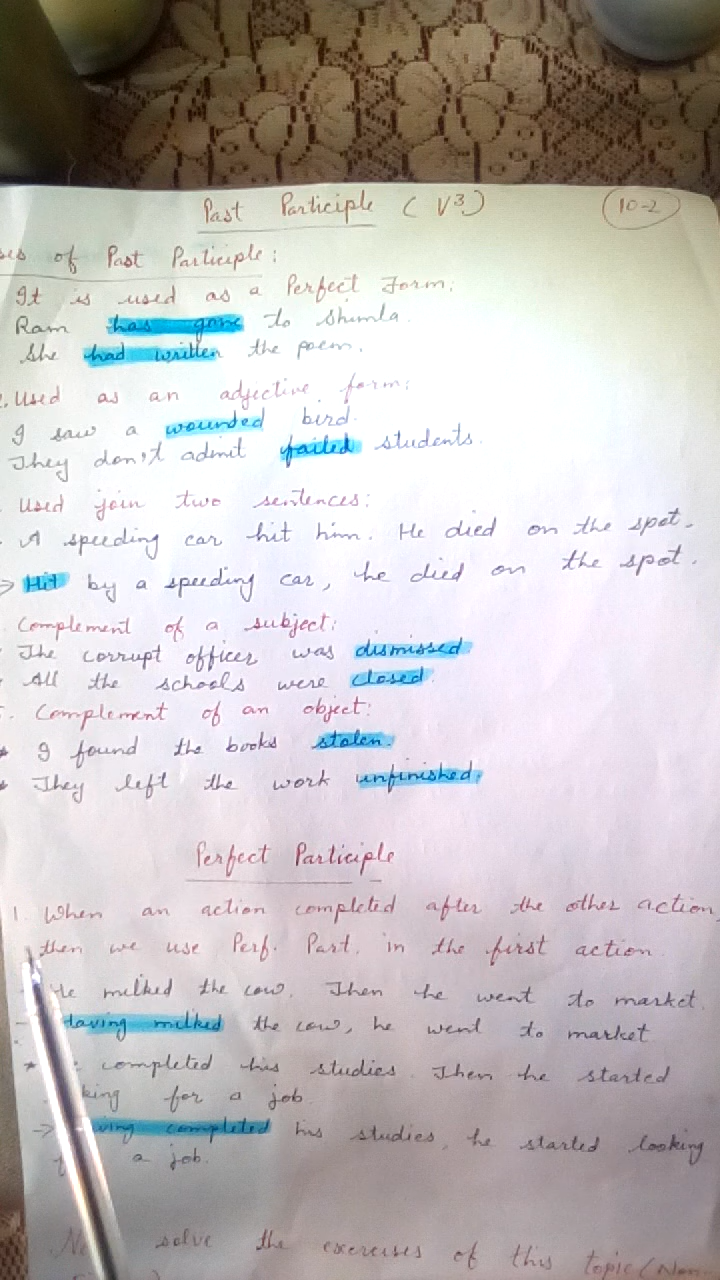 Past Participle (V³)
10-2
ses of Past Participle:
It is used as a Perfect Form:
Ram has gone to Shimla.
She had written the poem.
2. Used as an adjective form:
I saw a wounded bird.
They don't admit failed students.
Used join two sentences:
A speeding car hit him. He died on the spot.
→ Hit by a speeding car, he died on the spot.
Complement of a subject:
The corrupt officer was dismissed
All the schools were closed.
5. Complement of an object:
* I found the books stolen.
* They left the work unfinished.
Perfect Participle
1. When an action completed after the other action
then we use Perf. Part. in the first action.
He milked the cow. Then he went to market.
Having milked the cow, he went to market
* completed his studies. Then he started
king for a job.
→ ving completed his studies, he started looking
a job.
solve the exercises of this topic (Non